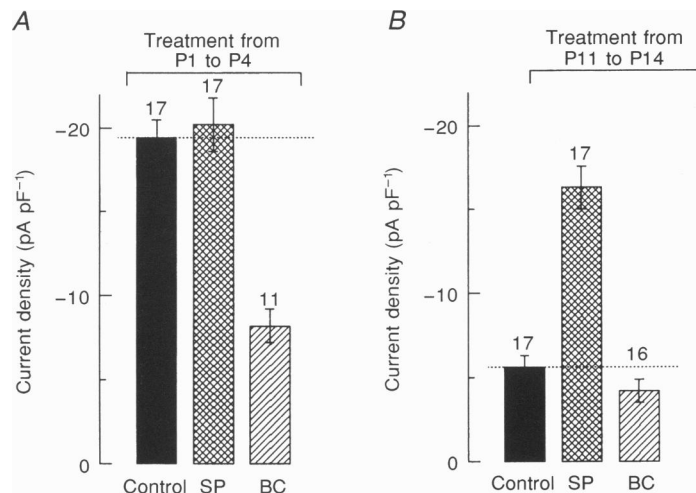 A
Treatment from
P1 to P4
17
17
11
Current density (pA pF⁻¹)
-20
-10
0
Control SP BC
B
Treatment from
P11 to P14
17
17
16
Current density (pA pF⁻¹)
-20
-10
0
Control SP BC